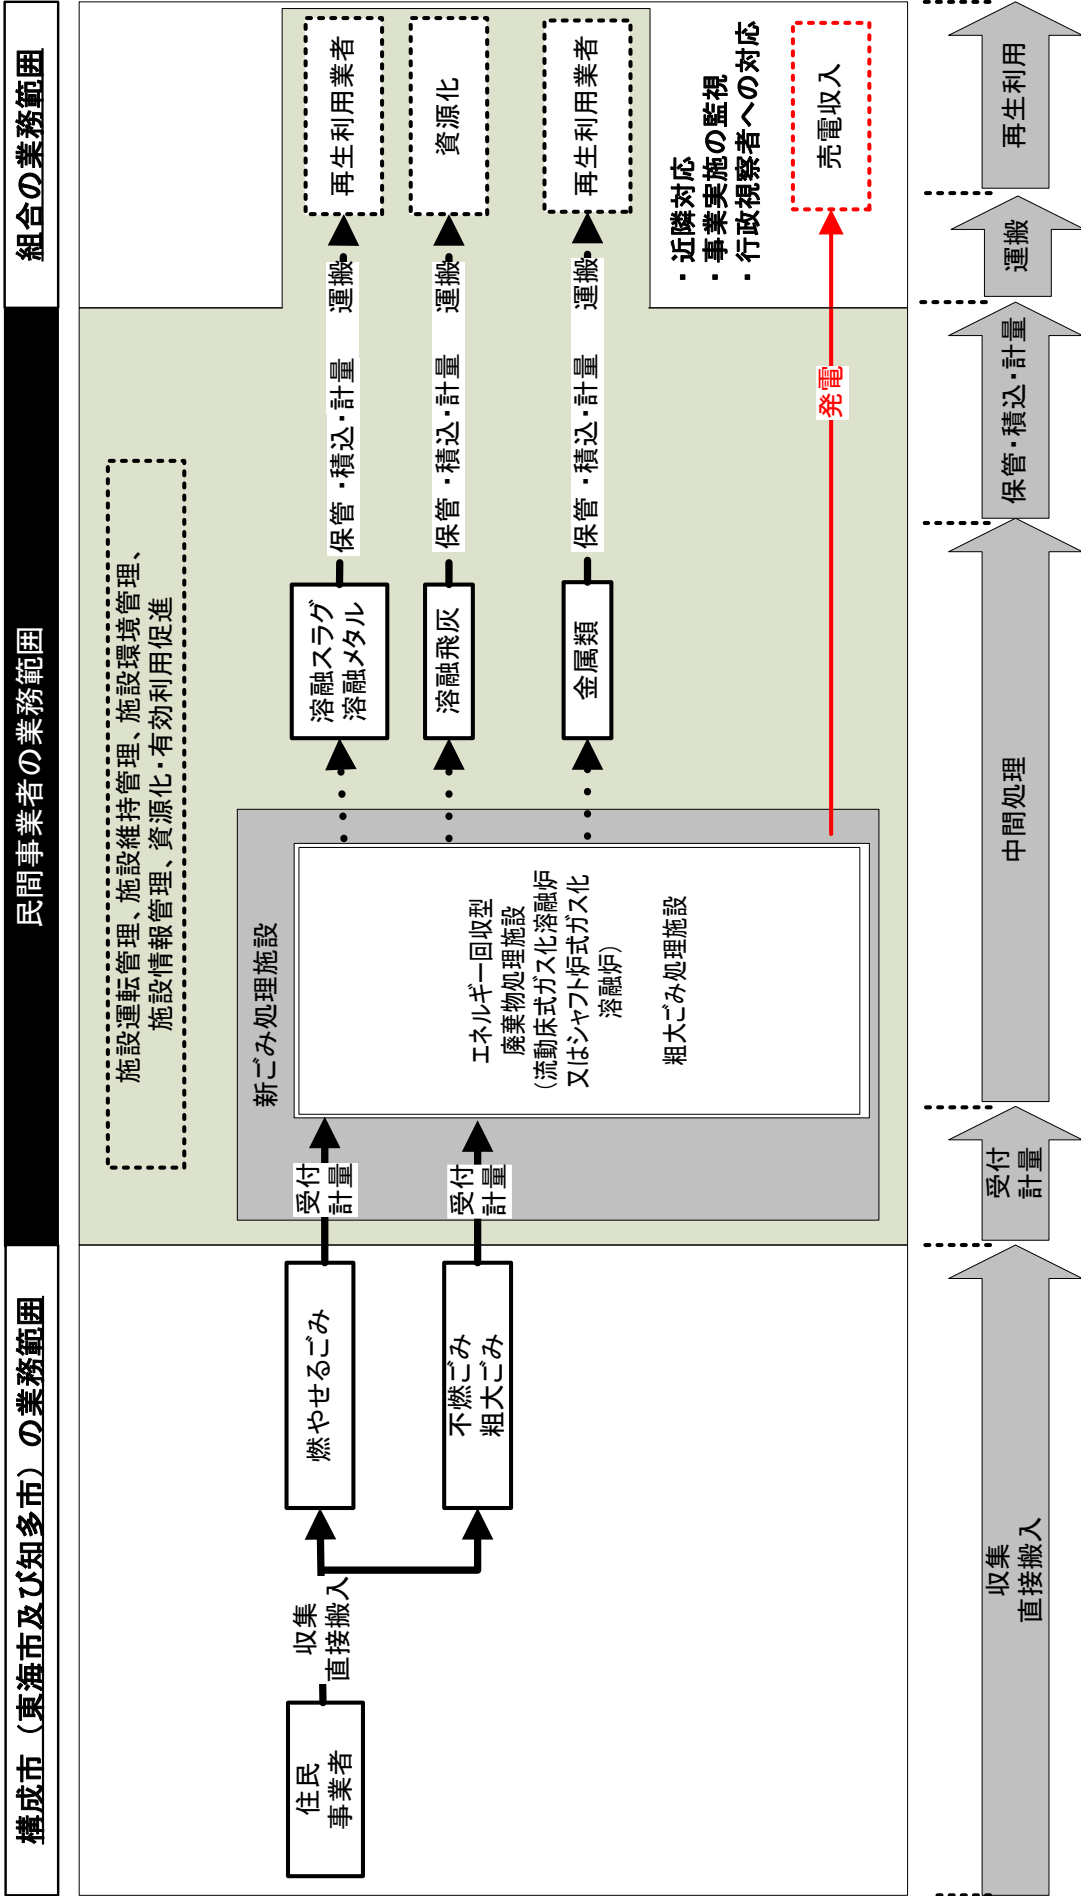 構成市（東海市及び知多市）の業務範囲
民間事業者の業務範囲
組合の業務範囲
施設運転管理、施設維持管理、施設環境管理、
施設情報管理、資源化・有効利用促進
住民
事業者
収集
直接搬入
燃やせるごみ
不燃ごみ
粗大ごみ
受付
計量
受付
計量
新ごみ処理施設
エネルギー回収型
廃棄物処理施設
(流動床式ガス化溶融炉
又はシャフト炉式ガス化
溶融炉)
粗大ごみ処理施設
溶融スラグ
溶融メタル
保管・積込・計量
運搬
再生利用業者
溶融飛灰
保管・積込・計量
運搬
資源化
金属類
保管・積込・計量
運搬
再生利用業者
・近隣対応
・事業実施の監視
・行政視察者への対応
発電
売電収入
収集
直接搬入
受付
計量
中間処理
保管・積込・計量
運搬
再生利用